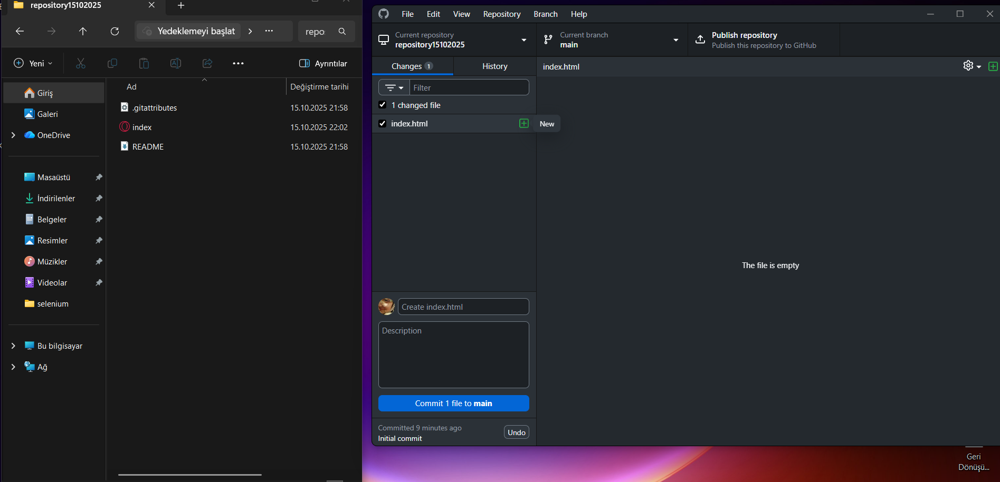 repository15102025
Yedeklemeyi başlat
repo
Yeni
Ayrıntılar
Giriş
Galeri
OneDrive
Masaüstü
İndirilenler
Belgeler
Resimler
Müzikler
Videolar
selenium
Bu bilgisayar
Ağ
Ad
Değiştirme tarihi
.gitattributes
15.10.2025 21:58
index
15.10.2025 22:02
README
15.10.2025 21:58
File Edit View Repository Branch Help
Current repository
repository15102025
Current branch
main
Publish repository
Publish this repository to GitHub
Changes 1
History
index.html
Filter
1 changed file
index.html
New
The file is empty
Create index.html
Description
Commit 1 file to main
Committed 9 minutes ago
Initial commit
Undo
Geri
Dönüşü...